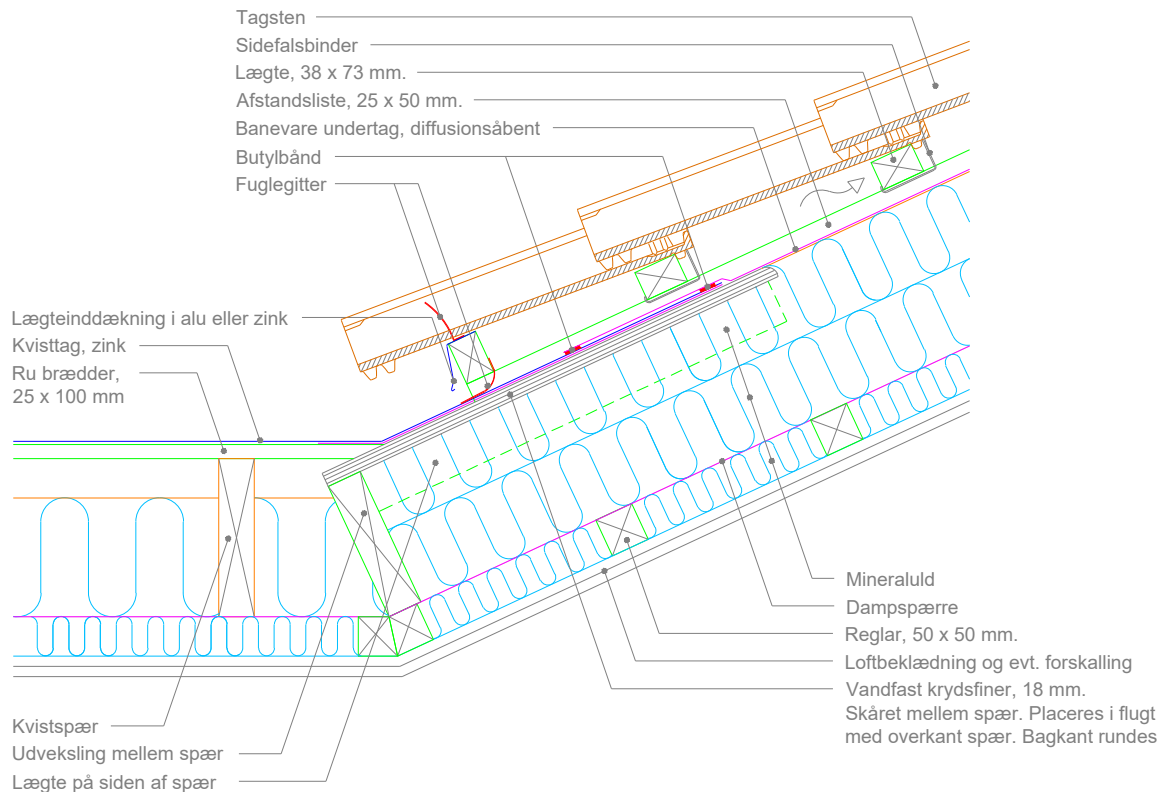 Tagsten
Sidefalsbinder
Lægte, 38 x 73 mm.
Afstandsliste, 25 x 50 mm.
Banevare undertag, diffusionsåbent
Butylbånd
Fuglegitter
Lægteinddækning i alu eller zink
Kvisttag, zink
Ru brædder,
25 x 100 mm
Mineraluld
Dampspærre
Reglar, 50 x 50 mm.
Loftbeklædning og evt. forskalling
Vandfast krydsfiner, 18 mm.
Skåret mellem spær. Placeres i flugt
med overkant spær. Bagkant rundes
Kvistspær
Udveksling mellem spær
Lægte på siden af spær